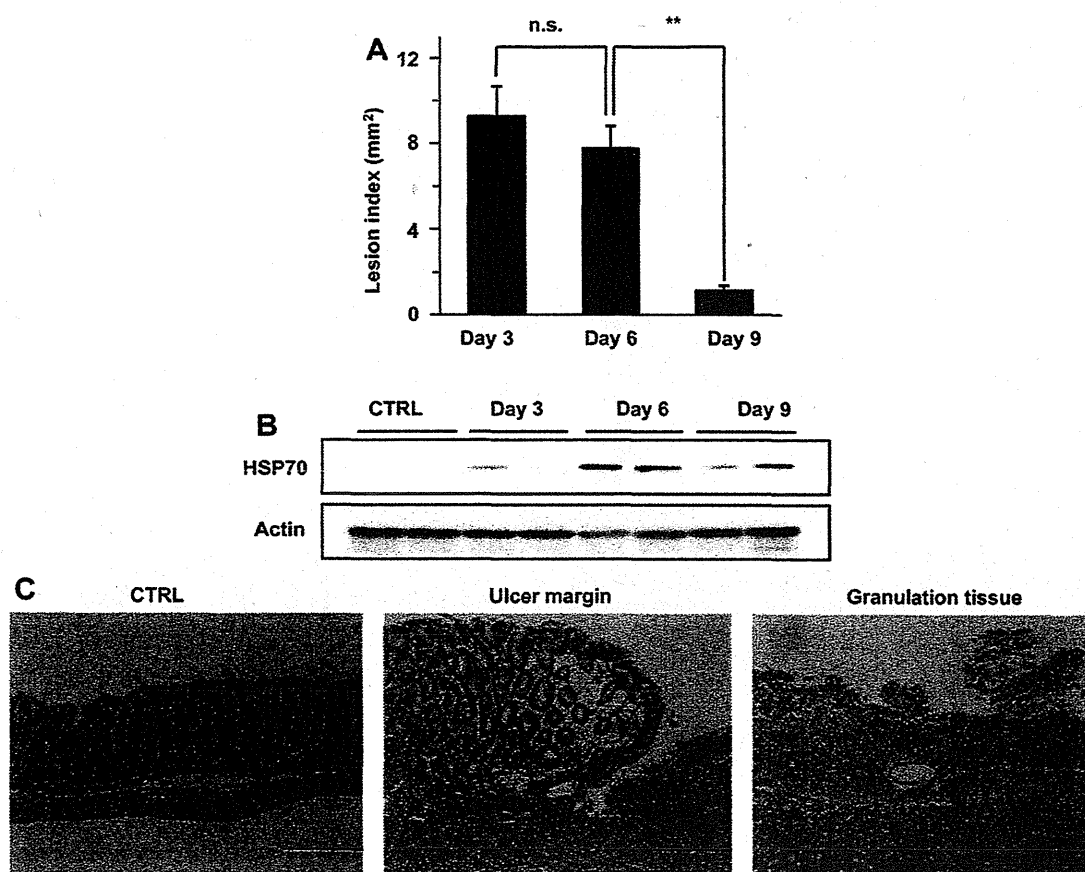 A
n.s.
**
Lesion index (mm²)
12
8
4
0
Day 3
Day 6
Day 9
B
CTRL
Day 3
Day 6
Day 9
HSP70
Actin
C
CTRL
Ulcer margin
Granulation tissue